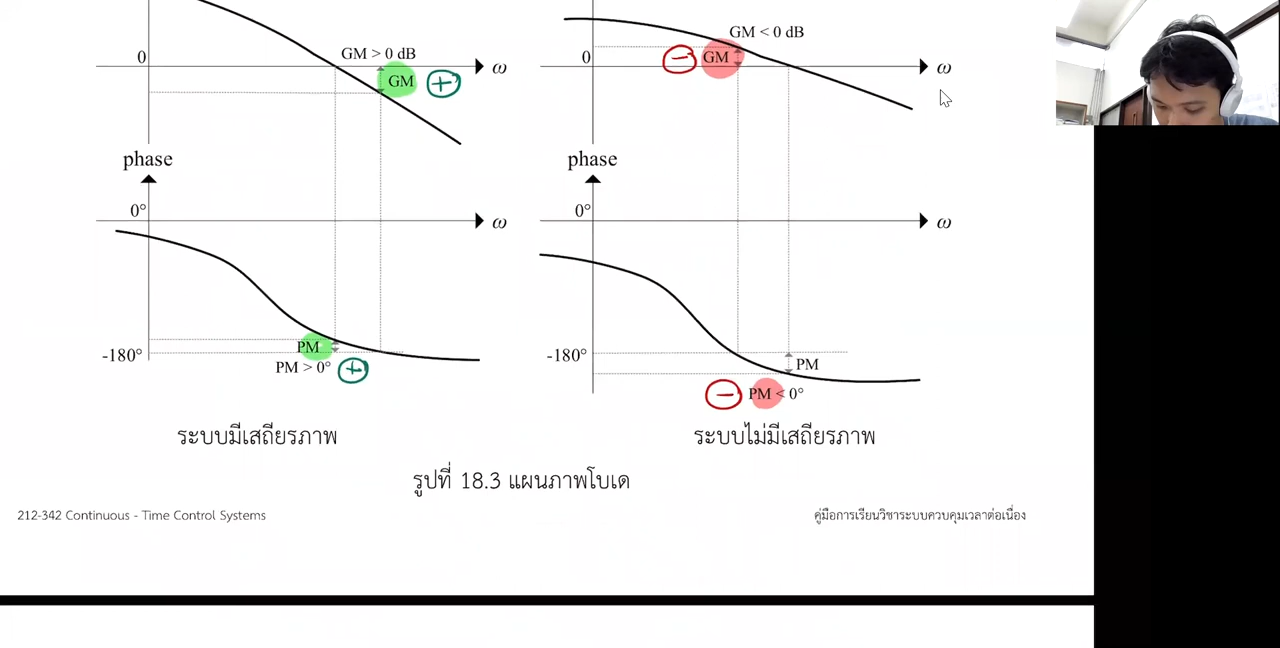 GM > 0 dB
0
GM
+
ω
GM < 0 dB
0
−
GM
ω
phase
0°
ω
-180°
PM
PM > 0°
+
phase
0°
ω
-180°
PM
−
PM < 0°
ระบบมีเสถียรภาพ
ระบบไม่มีเสถียรภาพ
รูปที่ 18.3 แผนภาพโบเด
212-342 Continuous - Time Control Systems
คู่มือการเรียนวิชาระบบควบคุมเวลาต่อเนื่อง